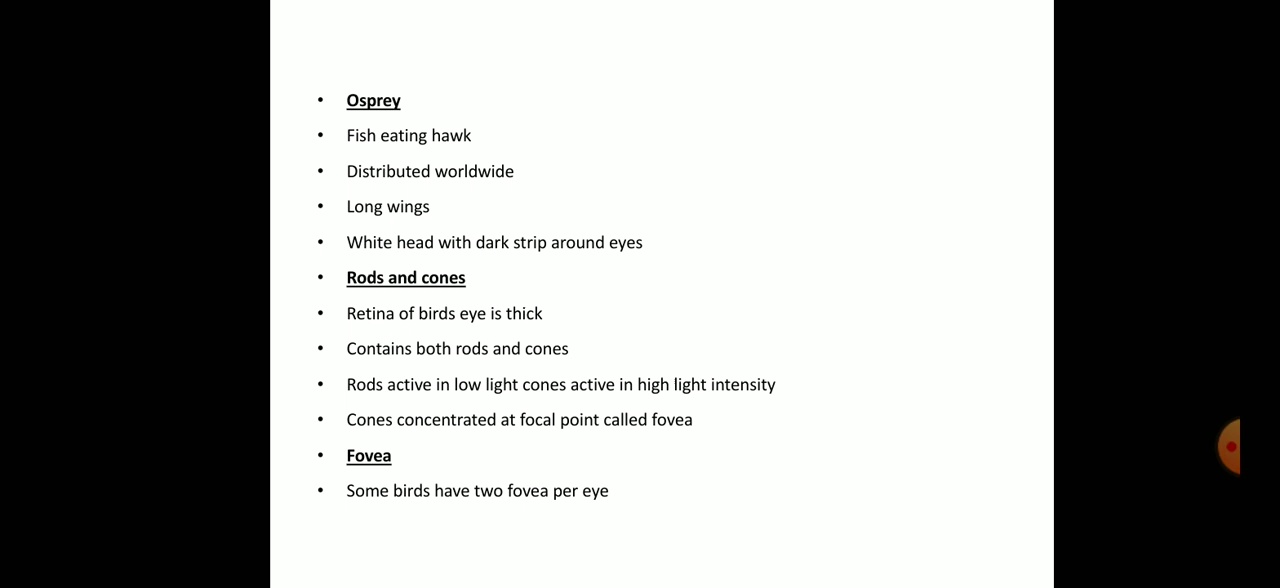 • Osprey
• Fish eating hawk
• Distributed worldwide
• Long wings
• White head with dark strip around eyes
• Rods and cones
• Retina of birds eye is thick
• Contains both rods and cones
• Rods active in low light cones active in high light intensity
• Cones concentrated at focal point called fovea
• Fovea
• Some birds have two fovea per eye